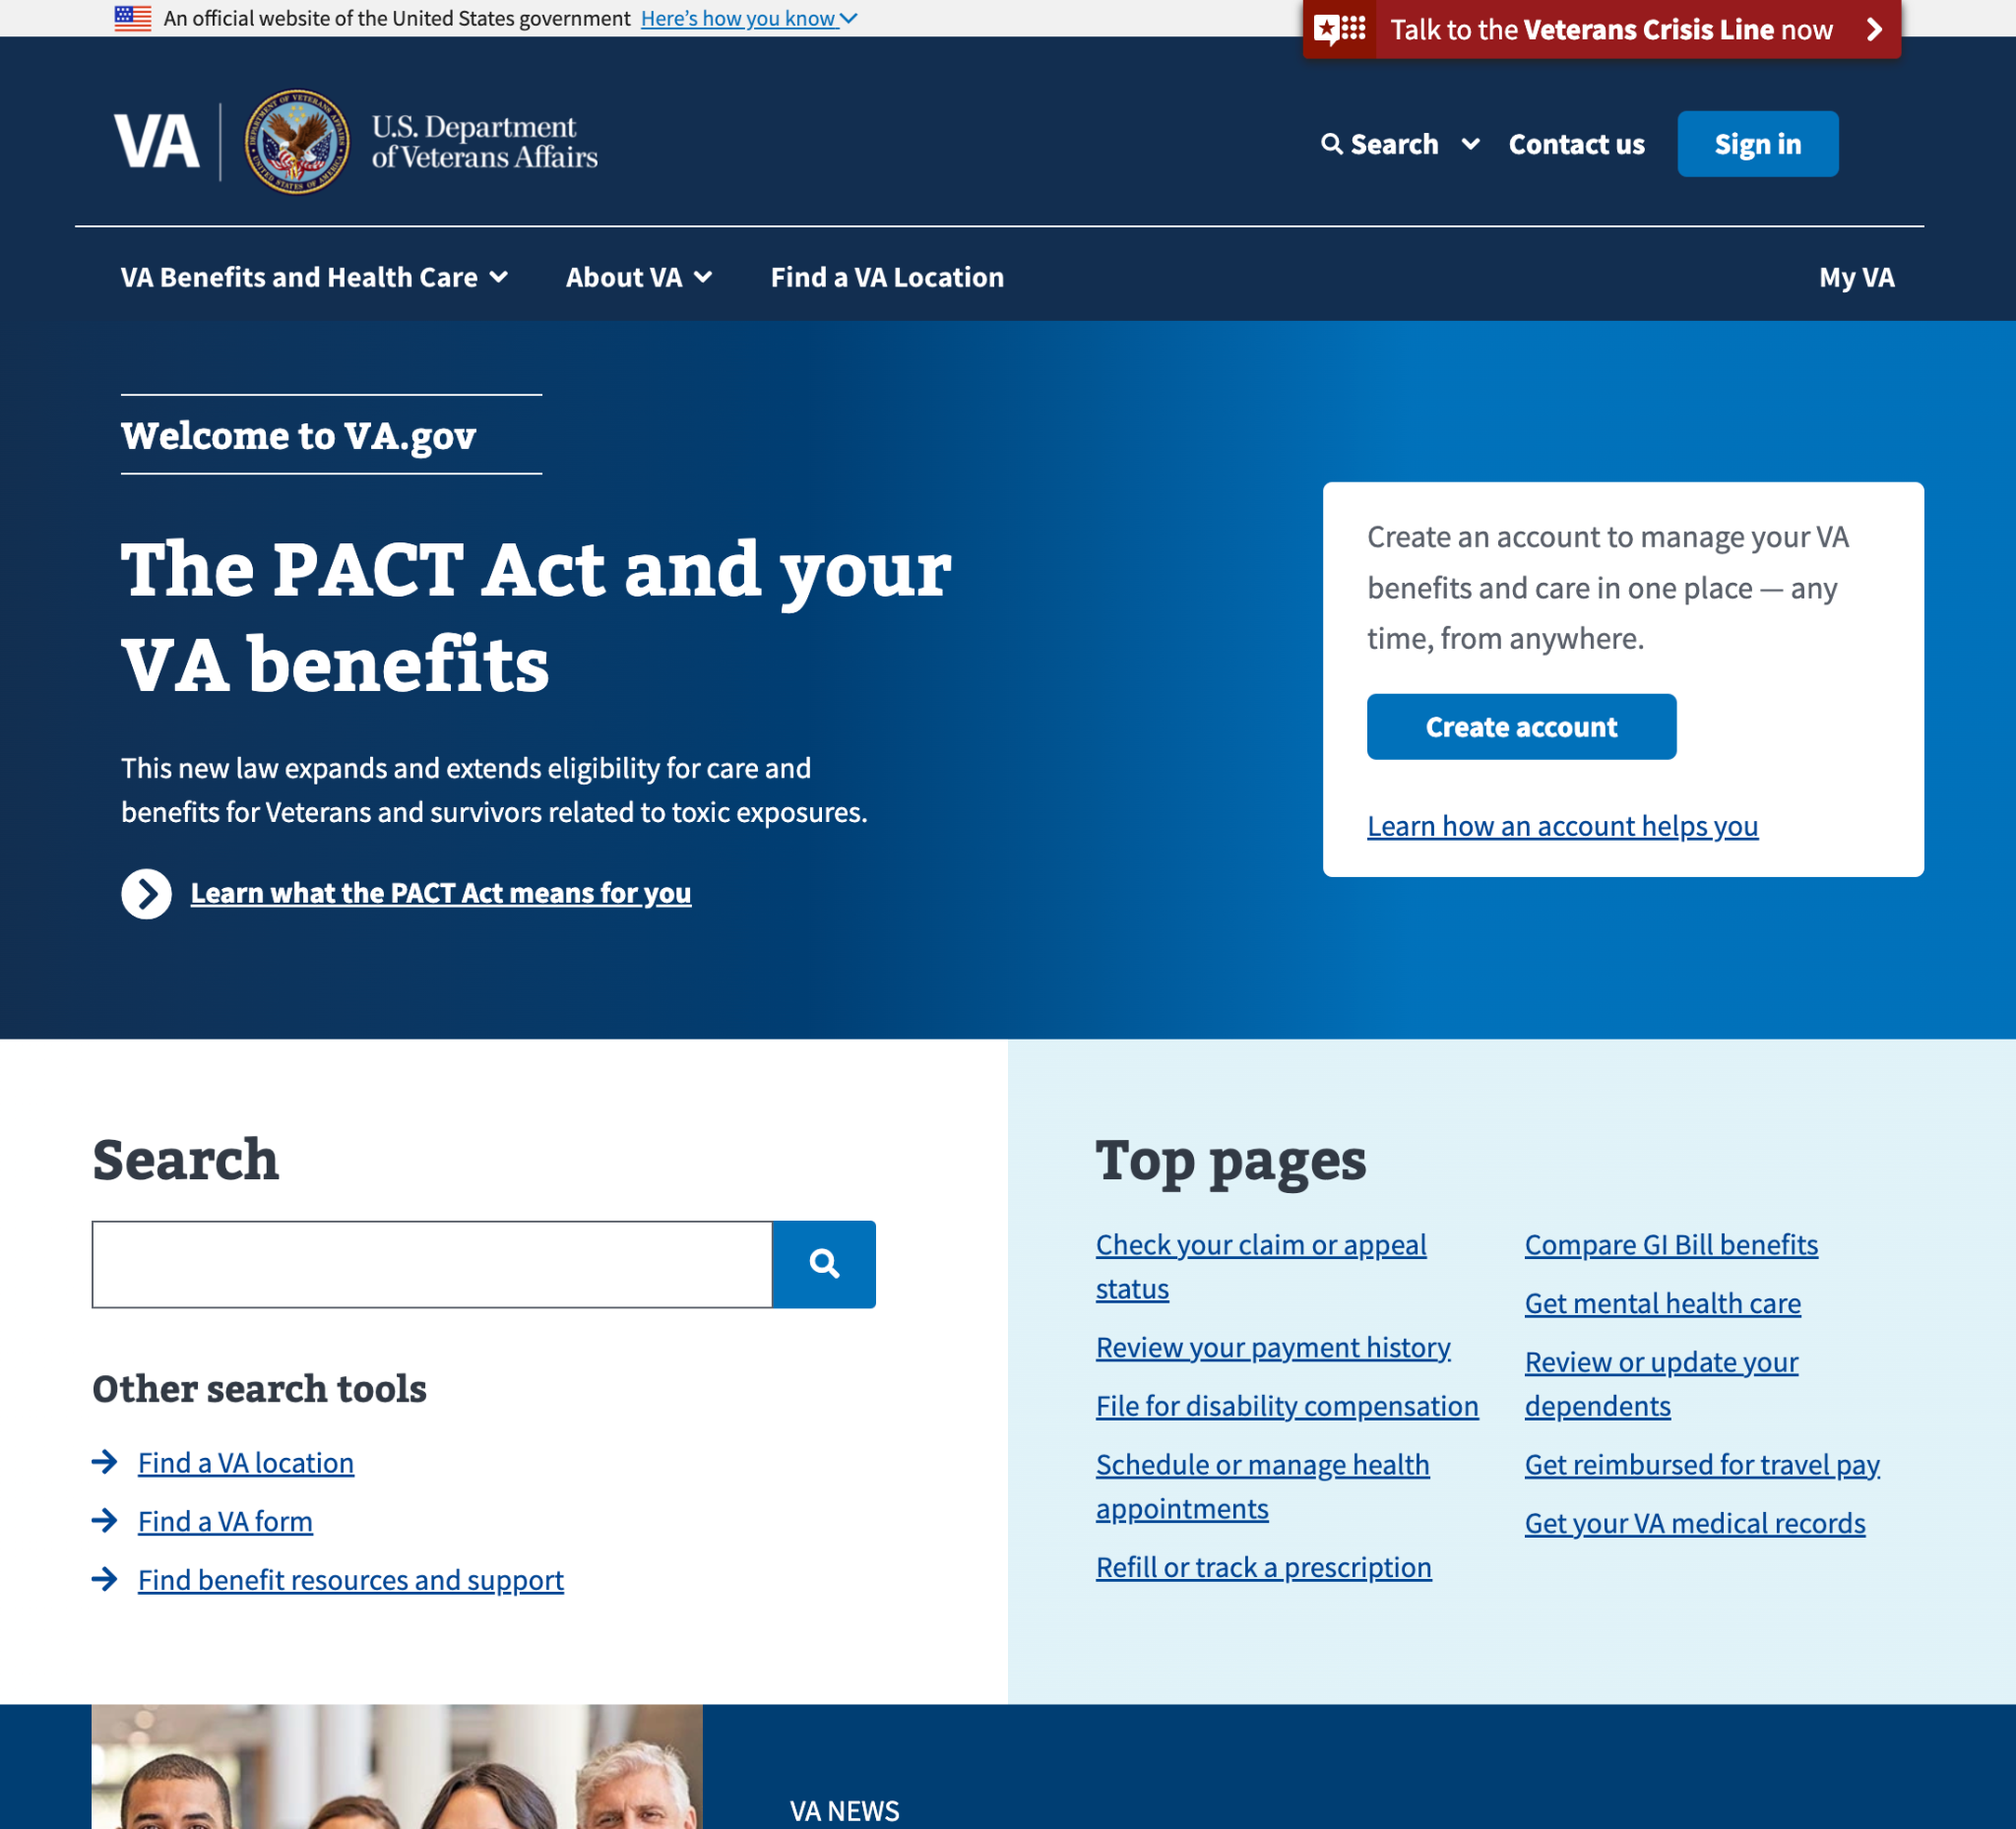 An official website of the United States government Here's how you know
Talk to the Veterans Crisis Line now
VA
U.S. Department
of Veterans Affairs
Search
Contact us
Sign in
VA Benefits and Health Care
About VA
Find a VA Location
My VA
Welcome to VA.gov
The PACT Act and your
VA benefits
This new law expands and extends eligibility for care and
benefits for Veterans and survivors related to toxic exposures.
Learn what the PACT Act means for you
Create an account to manage your VA
benefits and care in one place — any
time, from anywhere.
Create account
Learn how an account helps you
Search
Other search tools
Find a VA location
Find a VA form
Find benefit resources and support
Top pages
Check your claim or appeal
status
Review your payment history
File for disability compensation
Schedule or manage health
appointments
Refill or track a prescription
Compare GI Bill benefits
Get mental health care
Review or update your
dependents
Get reimbursed for travel pay
Get your VA medical records
VA NEWS